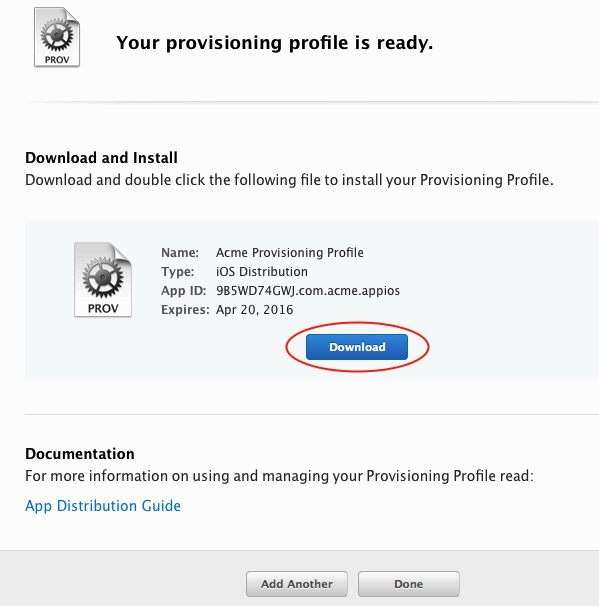 PROV
Your provisioning profile is ready.
Download and Install
Download and double click the following file to install your Provisioning Profile.
PROV
Name: Acme Provisioning Profile
Type: iOS Distribution
App ID: 9B5WD74GWJ.com.acme.appios
Expires: Apr 20, 2016
Download
Documentation
For more information on using and managing your Provisioning Profile read:
App Distribution Guide
Add Another
Done